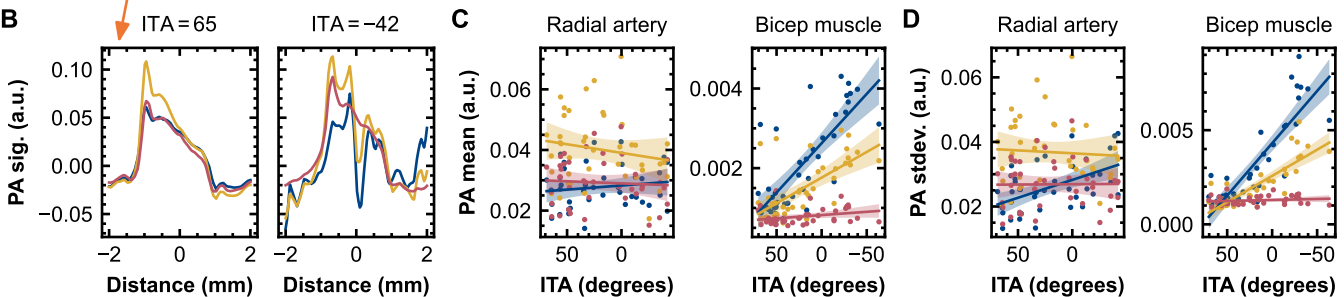 B
ITA = 65
ITA = −42
PA sig. (a.u.)
0.10
0.05
0.00
−0.05
−2
0
2
−2
0
2
Distance (mm)
Distance (mm)
C
Radial artery
Bicep muscle
PA mean (a.u.)
0.06
0.04
0.02
50
0
0.004
0.002
50
0
−50
ITA (degrees)
ITA (degrees)
D
Radial artery
Bicep muscle
PA stdev. (a.u.)
0.06
0.04
0.02
50
0
0.005
0.000
50
0
−50
ITA (degrees)
ITA (degrees)